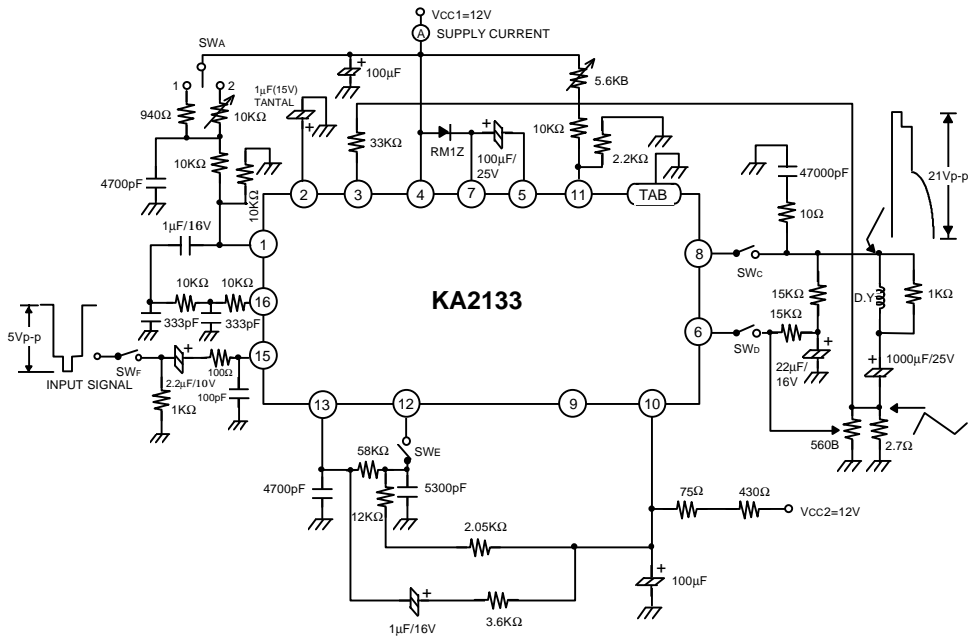 VCC1=12V
A SUPPLY CURRENT
SWA
1 2
940Ω
10KΩ
4700pF
10KΩ
10KΩ
1μF/16V
1μF(15V)
TANTAL
+
+
100μF
33KΩ
RM1Z
+
100μF/
25V
5.6KB
10KΩ
2.2KΩ
2
3
4
7
5
11
TAB
47000pF
10Ω
21Vp-p
1
16
15
KA2133
8
6
SWC
SWD
10KΩ 10KΩ
333pF 333pF
5Vp-p
INPUT SIGNAL
SWF
+
2.2μF/10V
100Ω
1KΩ
100pF
15KΩ
15KΩ
D.Y
1KΩ
+
22μF/
16V
+
1000μF/25V
560B
2.7Ω
13
12
9
10
SWE
58KΩ
4700pF
5300pF
12KΩ
2.05KΩ
75Ω
430Ω
VCC2=12V
+
1μF/16V
3.6KΩ
+
100μF